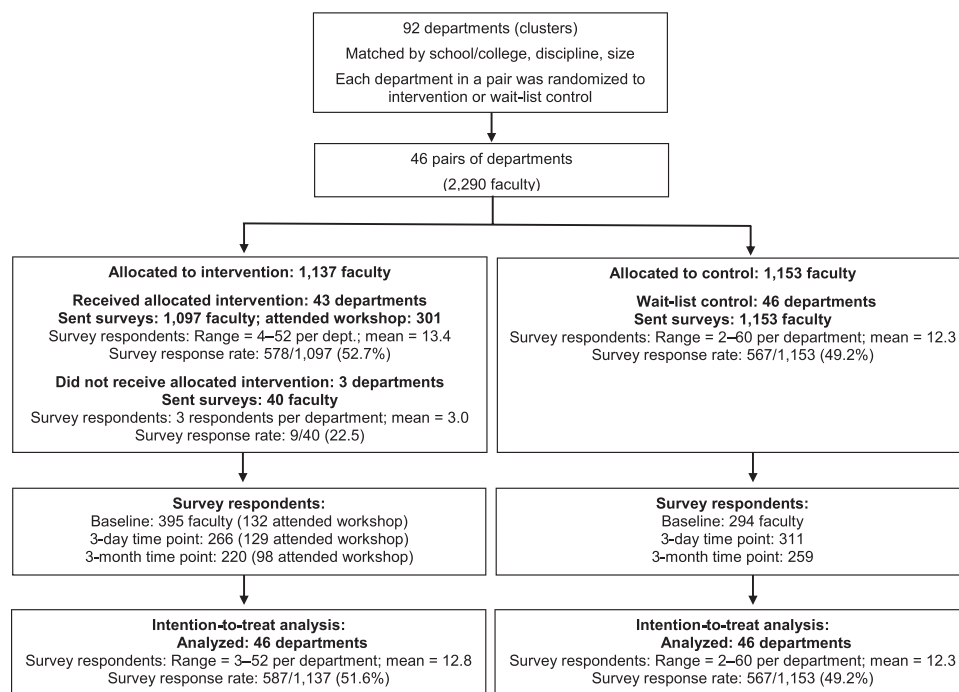 92 departments (clusters)
Matched by school/college, discipline, size
Each department in a pair was randomized to
intervention or wait-list control
46 pairs of departments
(2,290 faculty)
Allocated to intervention: 1,137 faculty
Received allocated intervention: 43 departments
Sent surveys: 1,097 faculty; attended workshop: 301
Survey respondents: Range = 4–52 per dept.; mean = 13.4
Survey response rate: 578/1,097 (52.7%)
Did not receive allocated intervention: 3 departments
Sent surveys: 40 faculty
Survey respondents: 3 respondents per department; mean = 3.0
Survey response rate: 9/40 (22.5)
Allocated to control: 1,153 faculty
Wait-list control: 46 departments
Sent surveys: 1,153 faculty
Survey respondents: Range = 2–60 per department; mean = 12.3
Survey response rate: 567/1,153 (49.2%)
Survey respondents:
Baseline: 395 faculty (132 attended workshop)
3-day time point: 266 (129 attended workshop)
3-month time point: 220 (98 attended workshop)
Survey respondents:
Baseline: 294 faculty
3-day time point: 311
3-month time point: 259
Intention-to-treat analysis:
Analyzed: 46 departments
Survey respondents: Range = 3–52 per department; mean = 12.8
Survey response rate: 587/1,137 (51.6%)
Intention-to-treat analysis:
Analyzed: 46 departments
Survey respondents: Range = 2–60 per department; mean = 12.3
Survey response rate: 567/1,153 (49.2%)